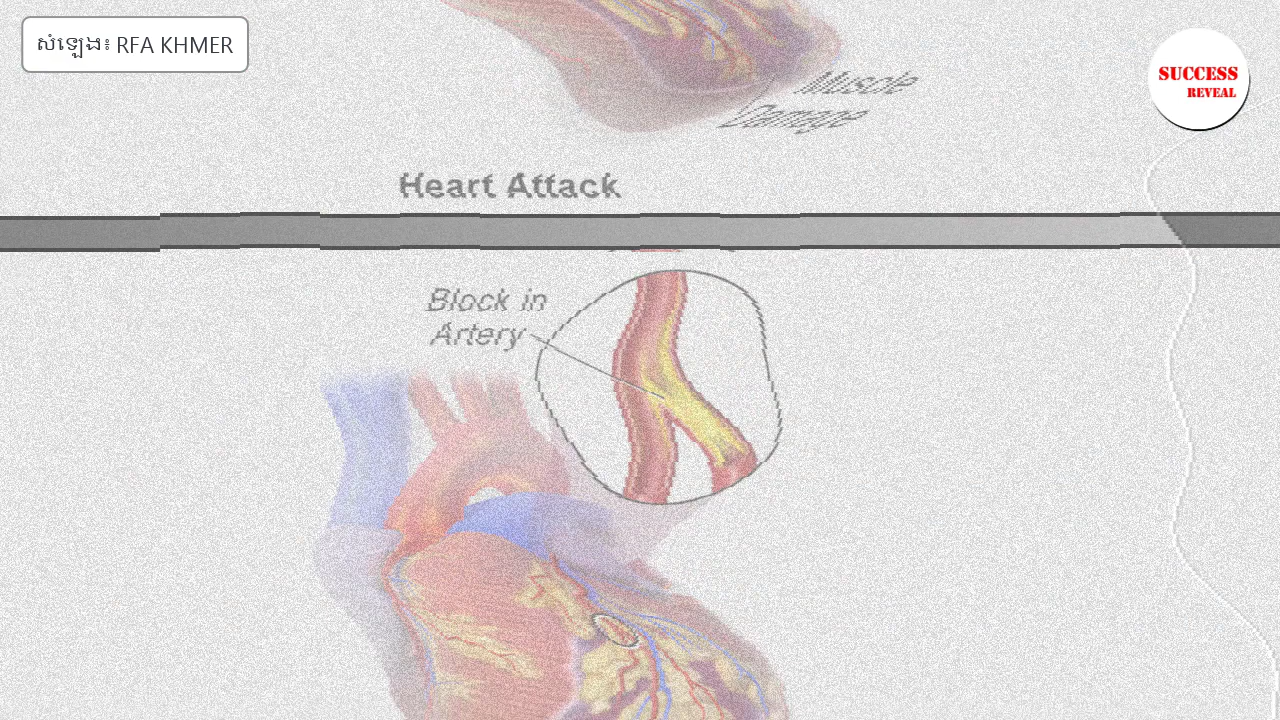 សំឡេង៖ RFA KHMER
SUCCESS
REVEAL
Muscle
Damage
Heart Attack
Block in
Artery